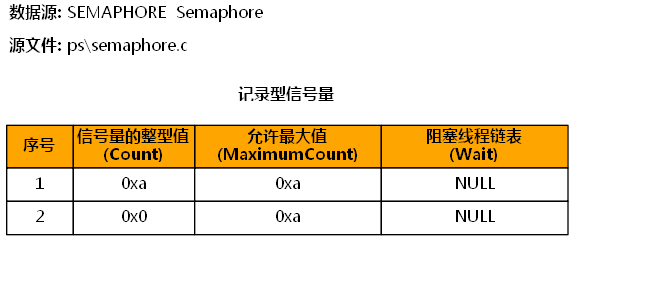 数据源: SEMAPHORE Semaphore
源文件: ps\semaphore.c
记录型信号量
序号 信号量的整型值 (Count) 允许最大值 (MaximumCount) 阻塞线程链表 (Wait)
1 0xa 0xa NULL
2 0x0 0xa NULL